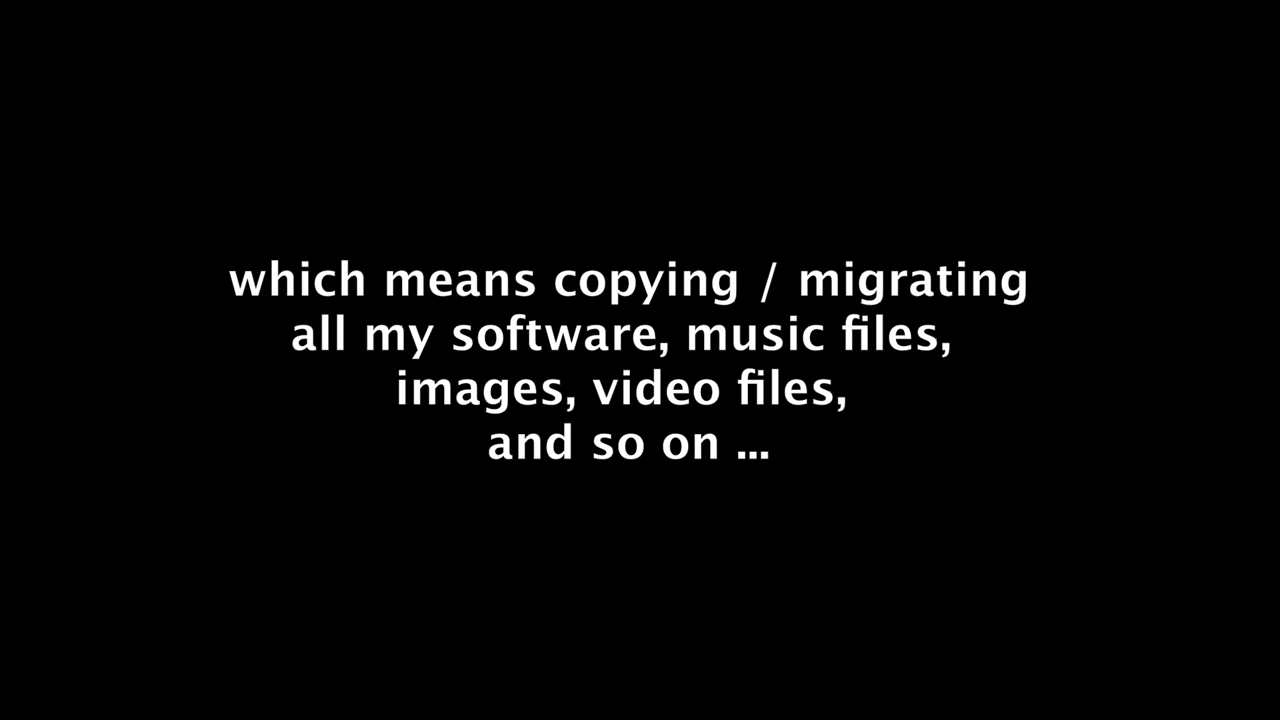 which means copying / migrating
all my software, music files,
images, video files,
and so on ...